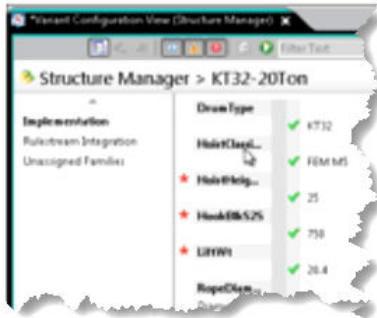 *Variant Configuration View (Structure Manager)
Filter Text
Structure Manager > KT32-20Ton
Implementation
Rulestream Integration
Unassigned Families
DrumType
KT32
HoistClassi...
FEM M5
* HoistHeig...
25
* HookBlkS25
750
* LiftWt
20.4
RopeDiam...